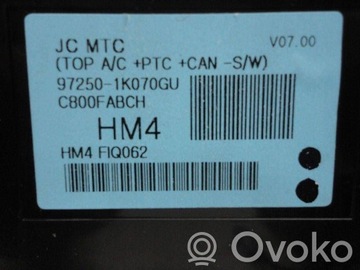 JC MTC V07.00
(TOP A/C +PTC +CAN -S/W)
97250-1K070GU
C800FABCH
HM4
HM4 FIQ062
Ovoko